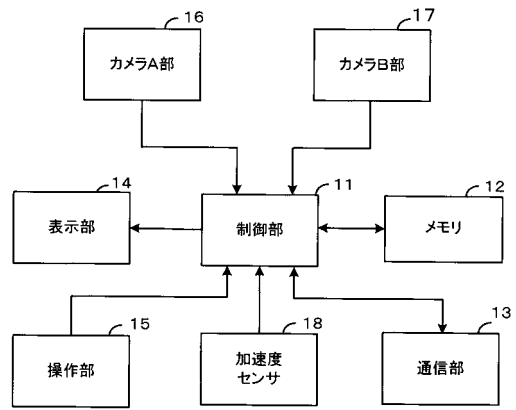 16
カメラA部
17
カメラB部
14
表示部
11
制御部
12
メモリ
15
操作部
18
加速度
センサ
13
通信部